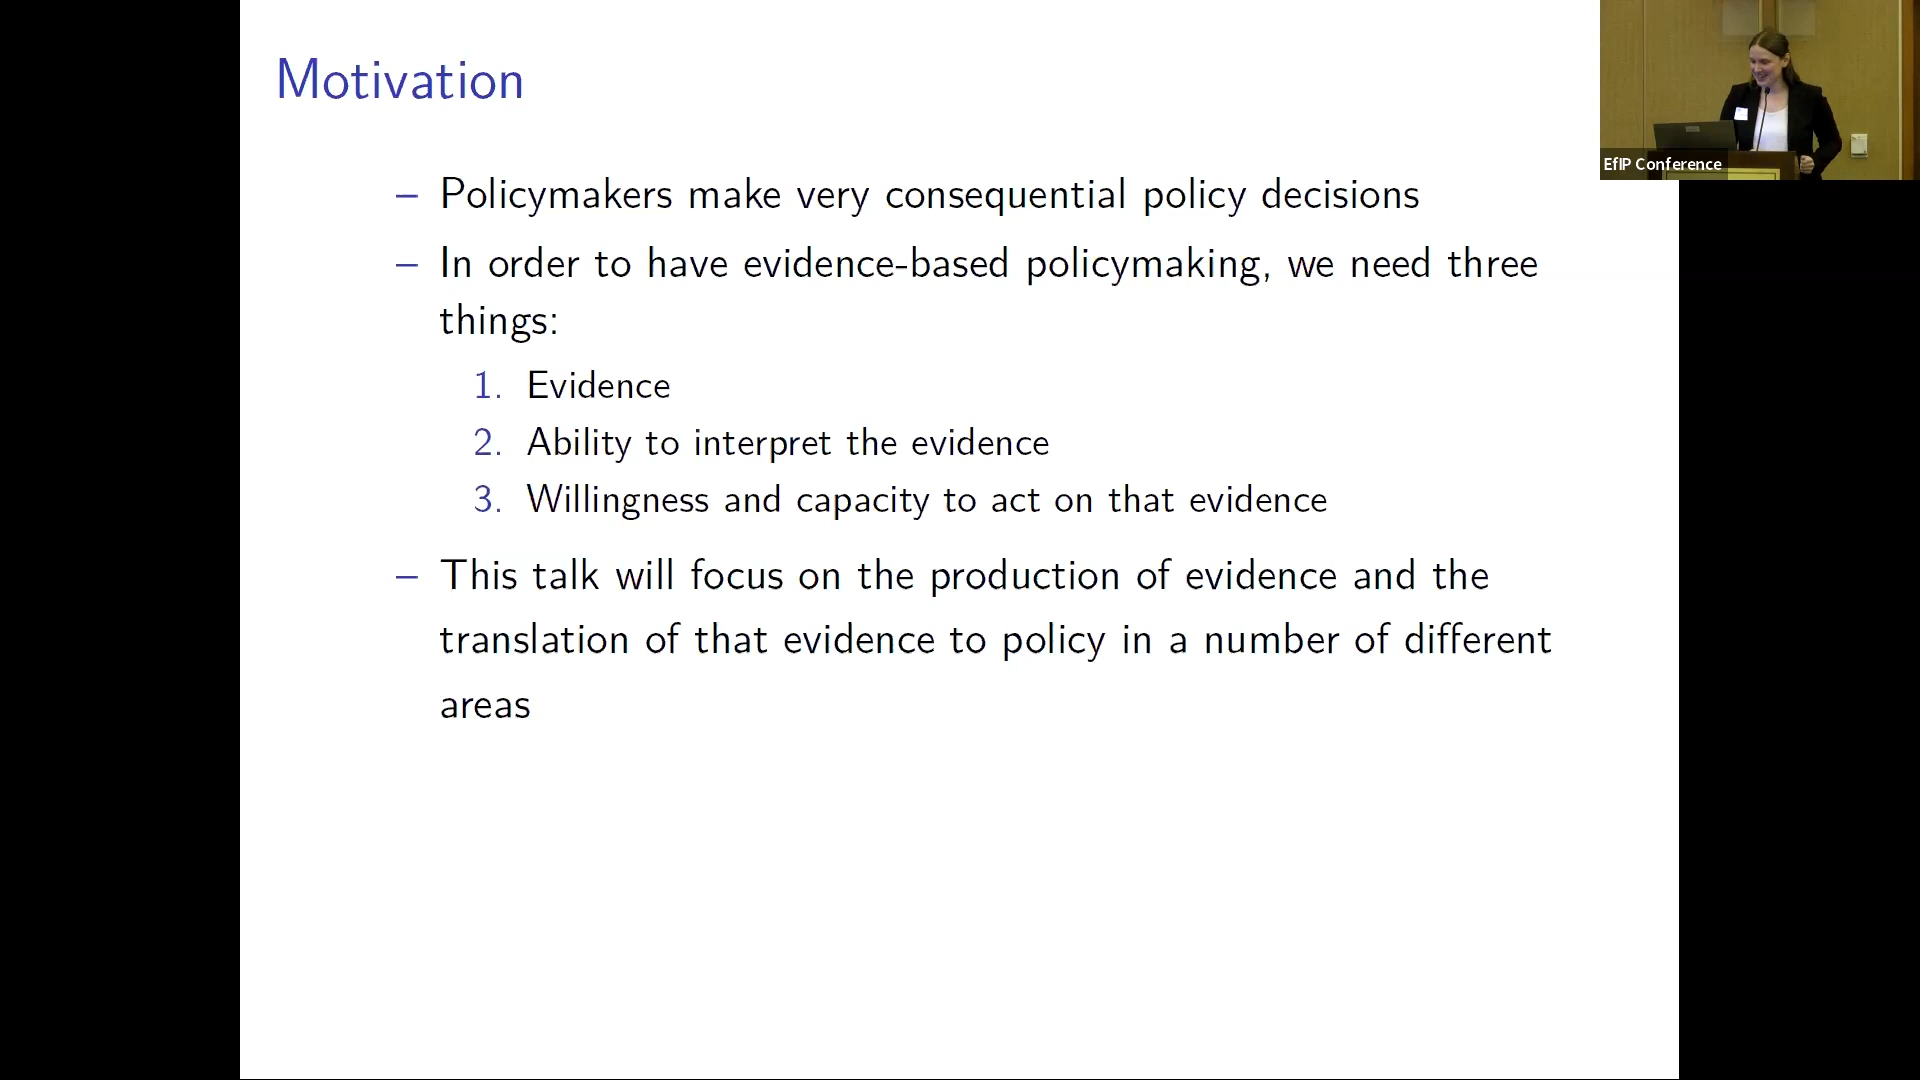 Motivation
– Policymakers make very consequential policy decisions
– In order to have evidence-based policymaking, we need three
things:
1. Evidence
2. Ability to interpret the evidence
3. Willingness and capacity to act on that evidence
– This talk will focus on the production of evidence and the
translation of that evidence to policy in a number of different
areas
EfIP Conference